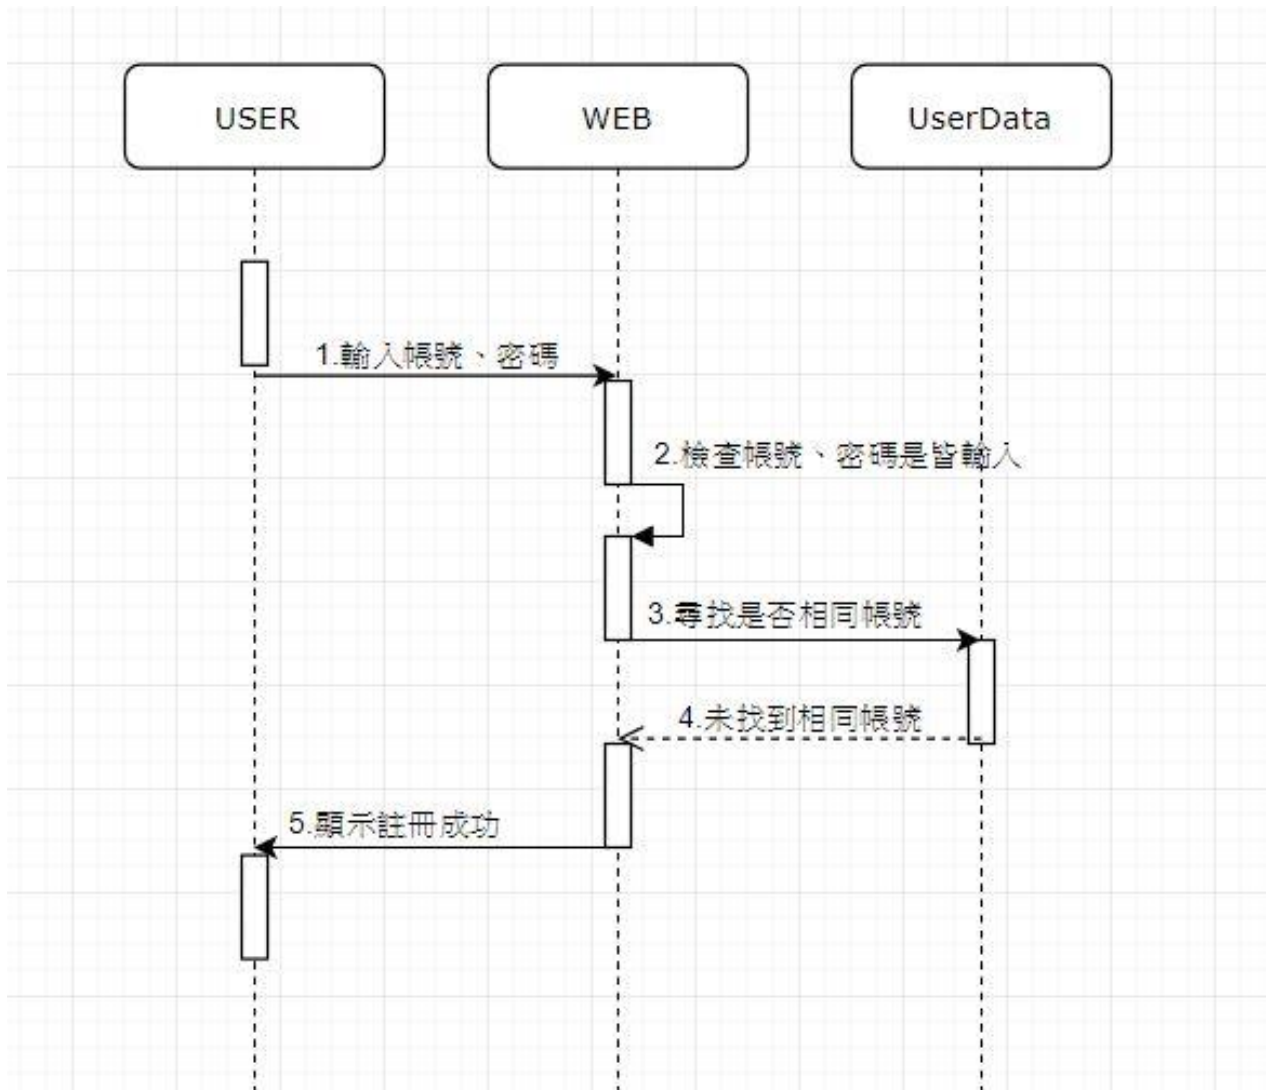 USER
WEB
UserData
1.輸入帳號、密碼
2.檢查帳號、密碼是皆輸入
3.尋找是否相同帳號
4.未找到相同帳號
5.顯示註冊成功